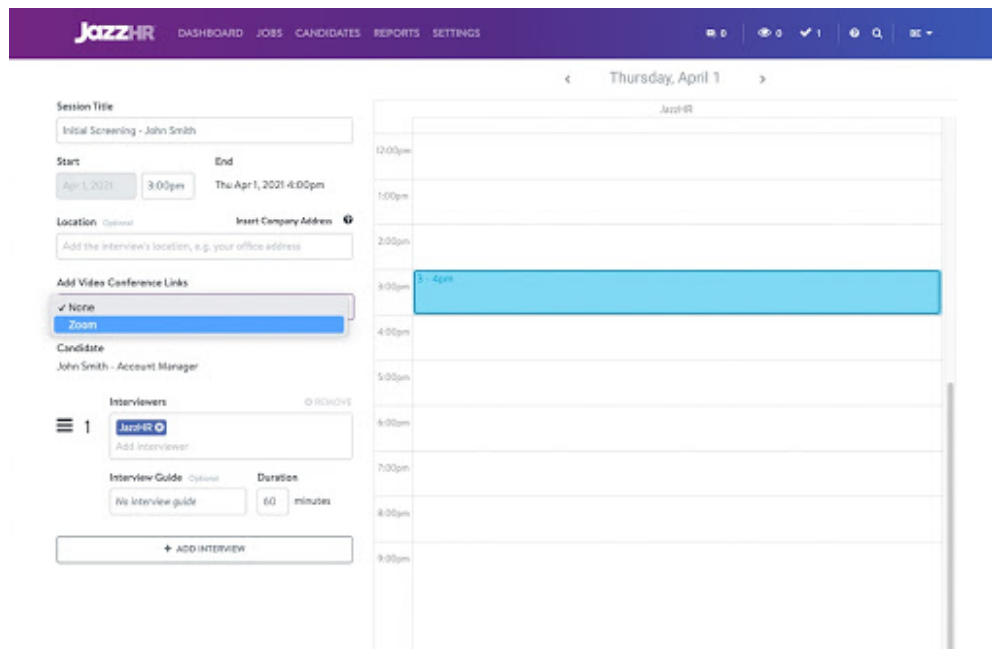 JazzHR DASHBOARD JOBS CANDIDATES REPORTS SETTINGS 0 0 1
Thursday, April 1
JazzHR
Session Title
Initial Screening - John Smith
Start End
Apr 1, 2021 3:00pm Thu Apr 1, 2021 4:00pm
Location Optional Insert Company Address
Add the interview's location, e.g. your office address
Add Video Conference Links
✓ None
Zoom
Candidate
John Smith - Account Manager
Interviewers REMOVE
1 JazzHR
Add interviewer
Interview Guide Optional Duration
No interview guide 60 minutes
+ ADD INTERVIEW
12:00pm
1:00pm
2:00pm
3:00pm 3 - 4pm
4:00pm
5:00pm
6:00pm
7:00pm
8:00pm
9:00pm